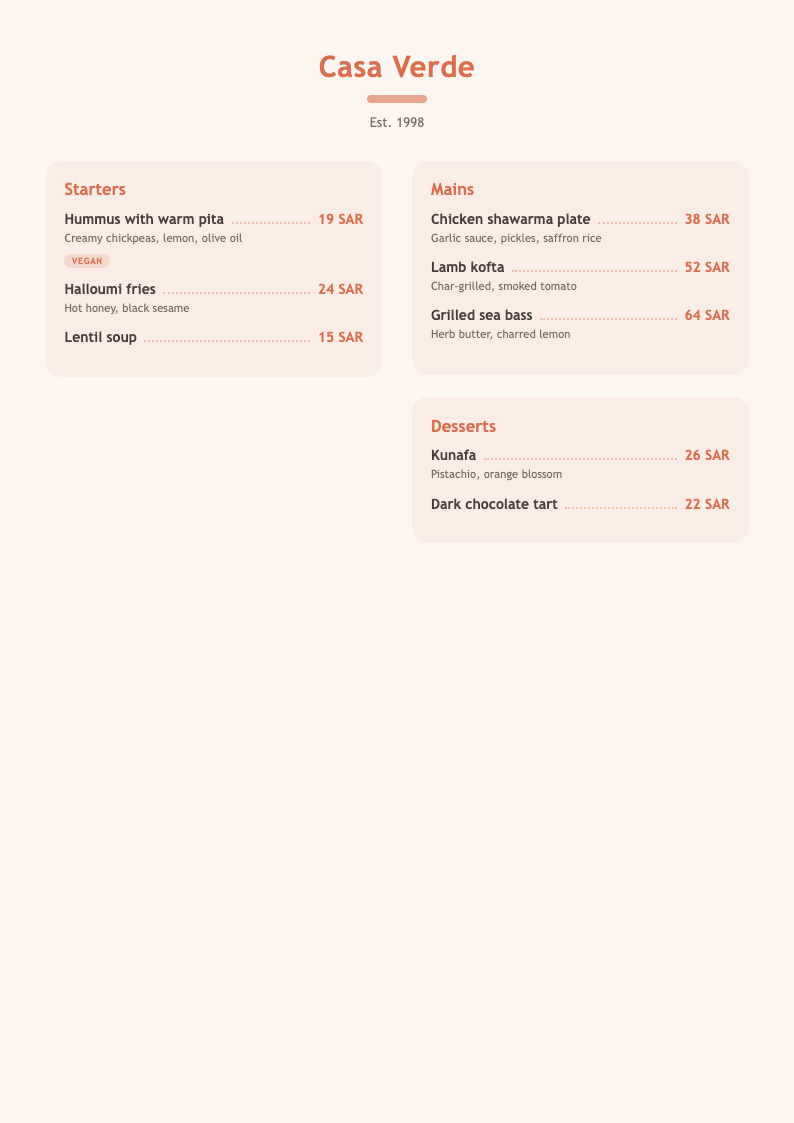 Casa Verde
Est. 1998
Starters
Hummus with warm pita 19 SAR
Creamy chickpeas, lemon, olive oil
VEGAN
Halloumi fries 24 SAR
Hot honey, black sesame
Lentil soup 15 SAR
Mains
Chicken shawarma plate 38 SAR
Garlic sauce, pickles, saffron rice
Lamb kofta 52 SAR
Char-grilled, smoked tomato
Grilled sea bass 64 SAR
Herb butter, charred lemon
Desserts
Kunafa 26 SAR
Pistachio, orange blossom
Dark chocolate tart 22 SAR